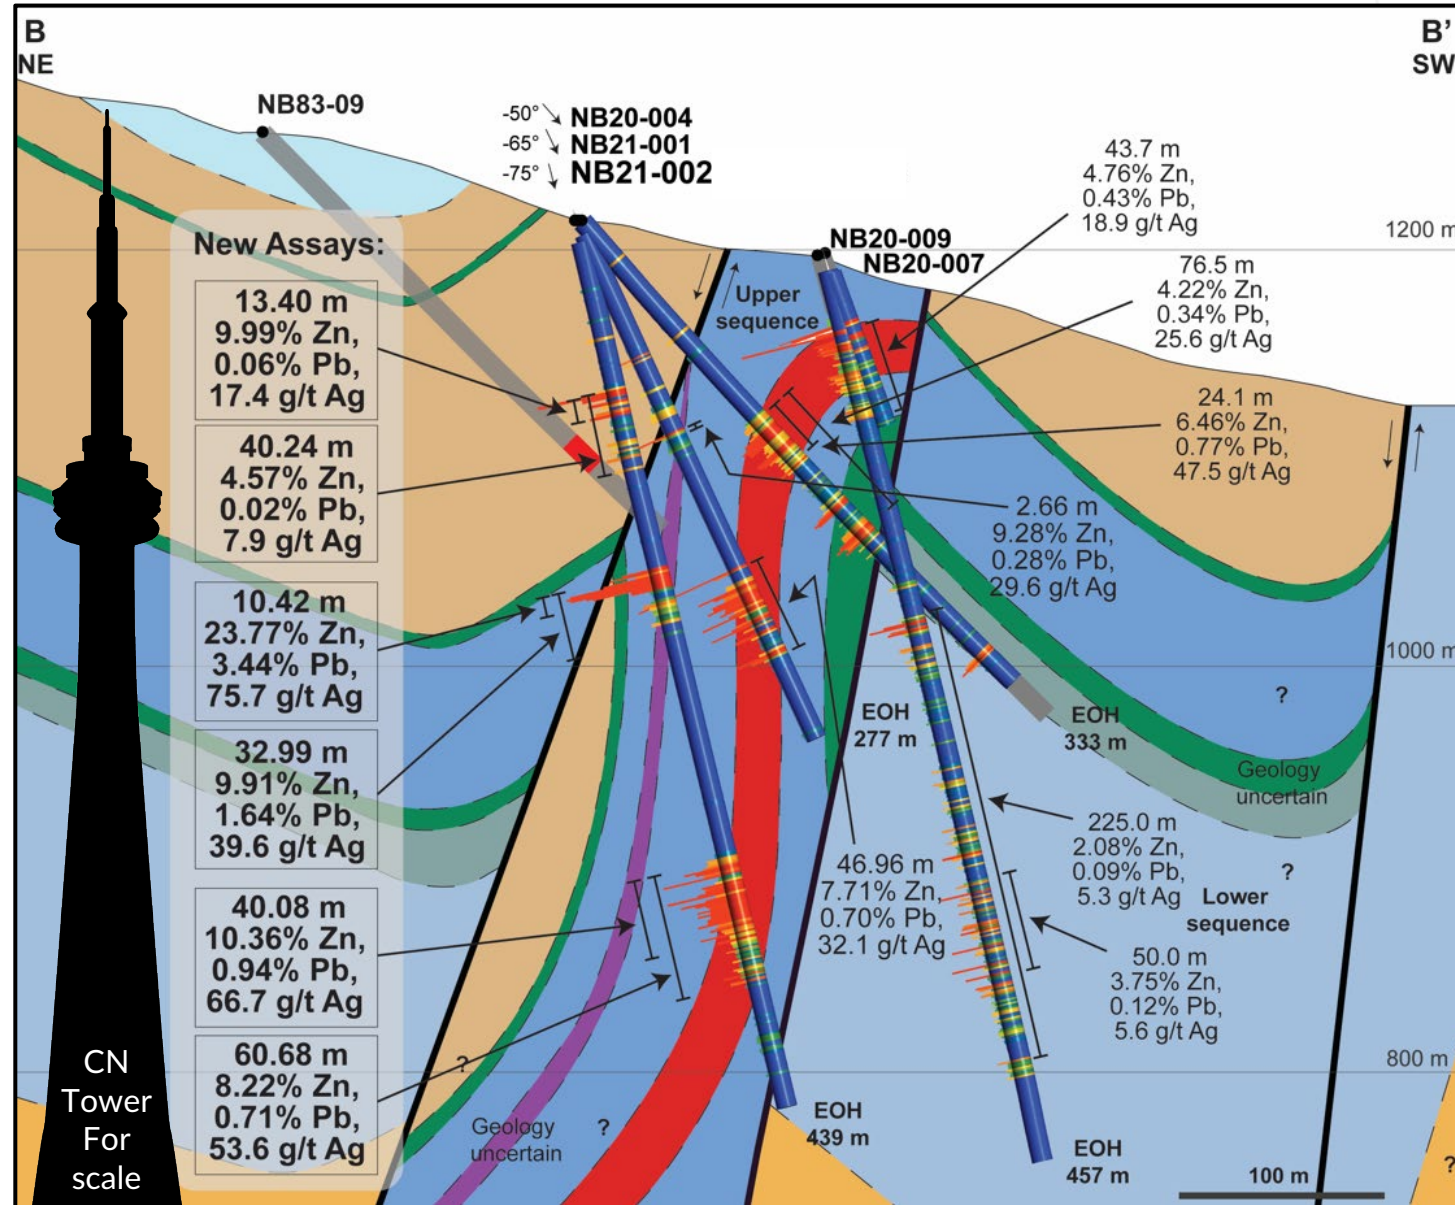 B
NE
B’
SW
NB83-09
-50° NB20-004
-65° NB21-001
-75° NB21-002
NB20-009
NB20-007
1200 m
1000 m
800 m
New Assays:
13.40 m
9.99% Zn,
0.06% Pb,
17.4 g/t Ag
40.24 m
4.57% Zn,
0.02% Pb,
7.9 g/t Ag
10.42 m
23.77% Zn,
3.44% Pb,
75.7 g/t Ag
32.99 m
9.91% Zn,
1.64% Pb,
39.6 g/t Ag
40.08 m
10.36% Zn,
0.94% Pb,
66.7 g/t Ag
60.68 m
8.22% Zn,
0.71% Pb,
53.6 g/t Ag
CN
Tower
For
scale
Upper
sequence
43.7 m
4.76% Zn,
0.43% Pb,
18.9 g/t Ag
76.5 m
4.22% Zn,
0.34% Pb,
25.6 g/t Ag
24.1 m
6.46% Zn,
0.77% Pb,
47.5 g/t Ag
2.66 m
9.28% Zn,
0.28% Pb,
29.6 g/t Ag
EOH
277 m
EOH
333 m
?
Geology
uncertain
46.96 m
7.71% Zn,
0.70% Pb,
32.1 g/t Ag
225.0 m
2.08% Zn,
0.09% Pb,
5.3 g/t Ag
?
Lower
sequence
50.0 m
3.75% Zn,
0.12% Pb,
5.6 g/t Ag
?
Geology
uncertain
?
EOH
439 m
EOH
457 m
100 m
?